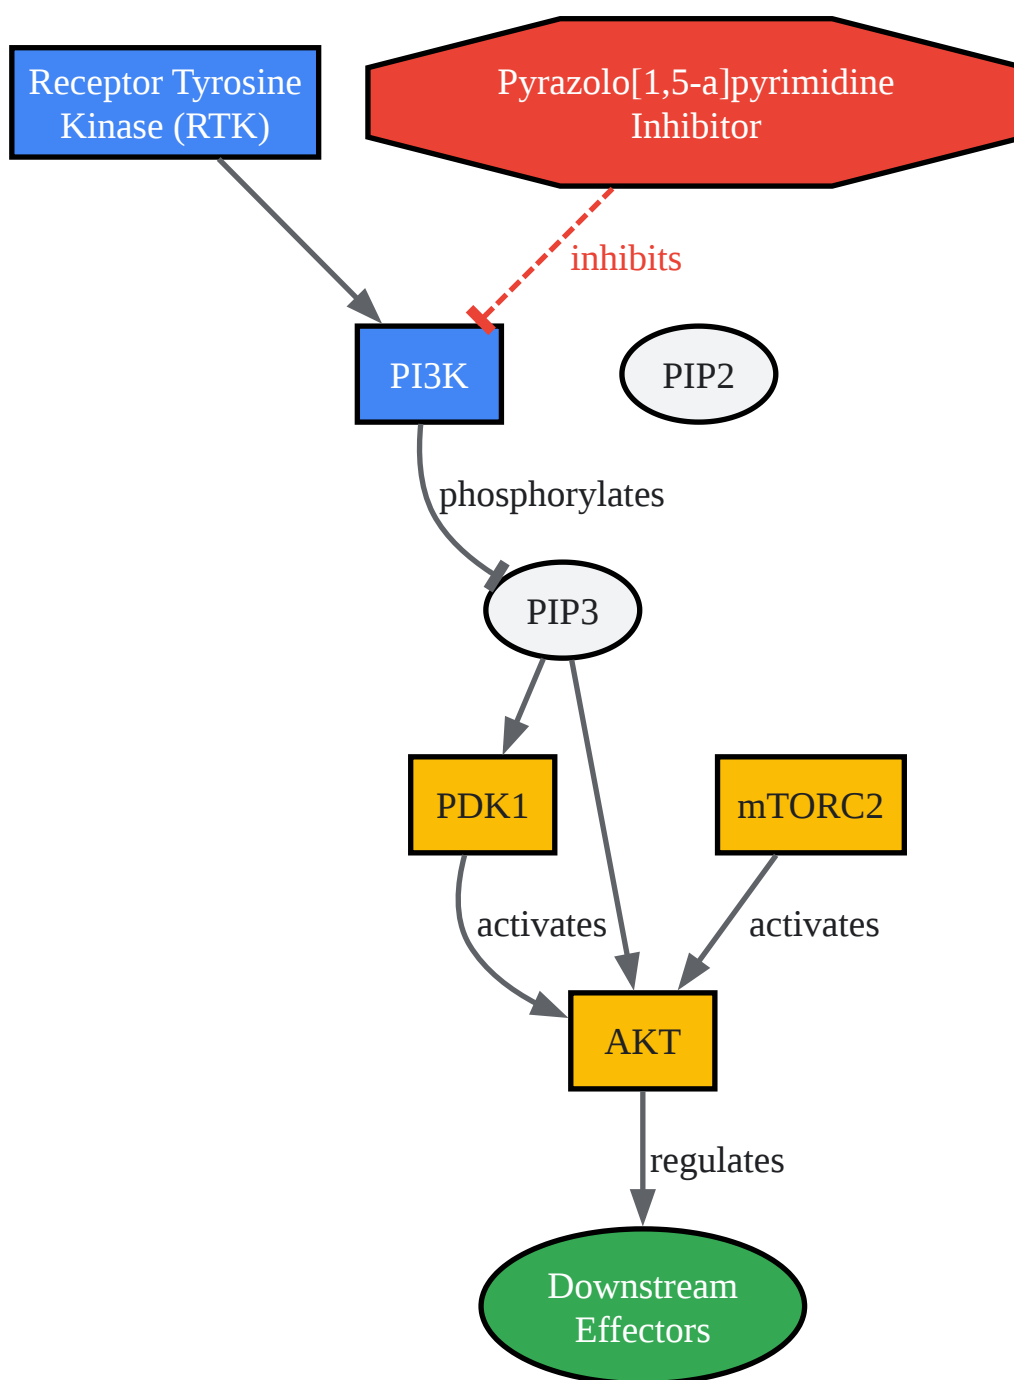 Receptor Tyrosine
Kinase (RTK)
Pyrazolo[1,5-a]pyrimidine
Inhibitor
inhibits
PI3K
PIP2
phosphorylates
PIP3
PDK1
mTORC2
activates
activates
AKT
regulates
Downstream
Effectors